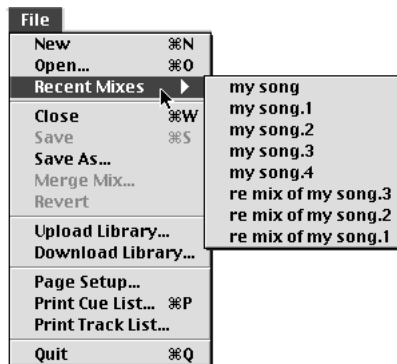 File
New ⌘N
Open... ⌘O
Recent Mixes
Close ⌘W
Save ⌘S
Save As...
Merge Mix...
Revert
Upload Library...
Download Library...
Page Setup...
Print Cue List... ⌘P
Print Track List...
Quit ⌘Q
my song
my song.1
my song.2
my song.3
my song.4
re mix of my song.3
re mix of my song.2
re mix of my song.1